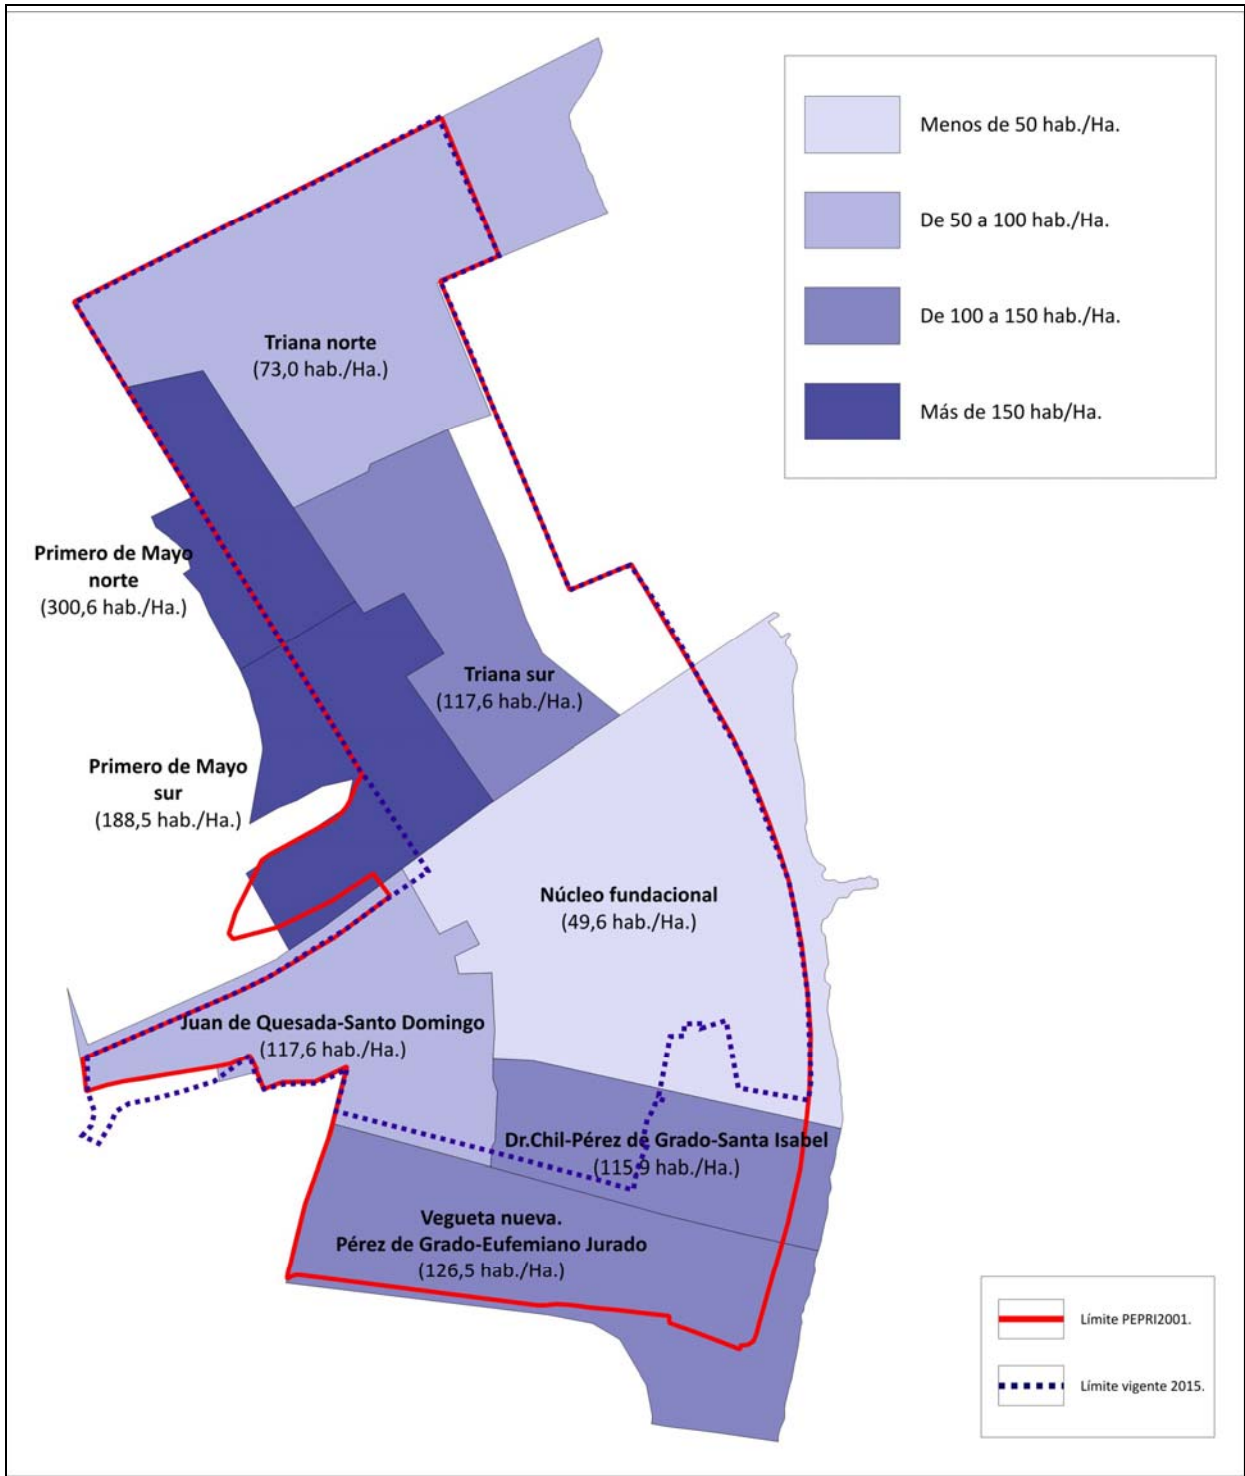 Menos de 50 hab./Ha.
De 50 a 100 hab./Ha.
De 100 a 150 hab./Ha.
Más de 150 hab/Ha.
Triana norte
(73,0 hab./Ha.)
Primero de Mayo
norte
(300,6 hab./Ha.)
Triana sur
(117,6 hab./Ha.)
Primero de Mayo
sur
(188,5 hab./Ha.)
Núcleo fundacional
(49,6 hab./Ha.)
Juan de Quesada-Santo Domingo
(117,6 hab./Ha.)
Dr.Chil-Pérez de Grado-Santa Isabel
(115,9 hab./Ha.)
Vegueta nueva.
Pérez de Grado-Eufemiano Jurado
(126,5 hab./Ha.)
Límite PEPRI2001.
Límite vigente 2015.